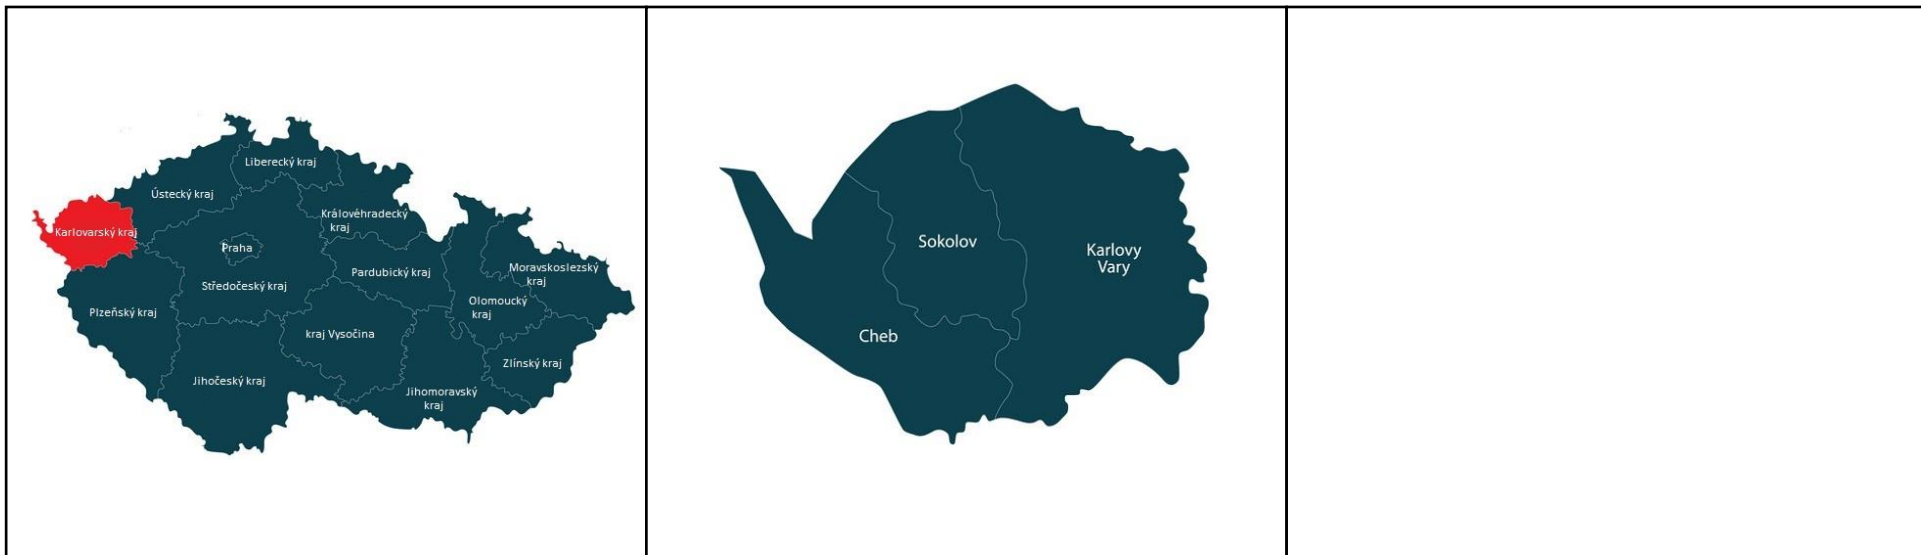 Liberecký kraj
Ústecký kraj
Karlovarský kraj
Královéhradecký
kraj
Praha
Pardubický kraj
Moravskoslezský
kraj
Středočeský kraj
Olomoucký
kraj
Plzeňský kraj
kraj Vysočina
Zlínský kraj
Jihočeský kraj
Jihomoravský
kraj
Sokolov
Karlovy
Vary
Cheb